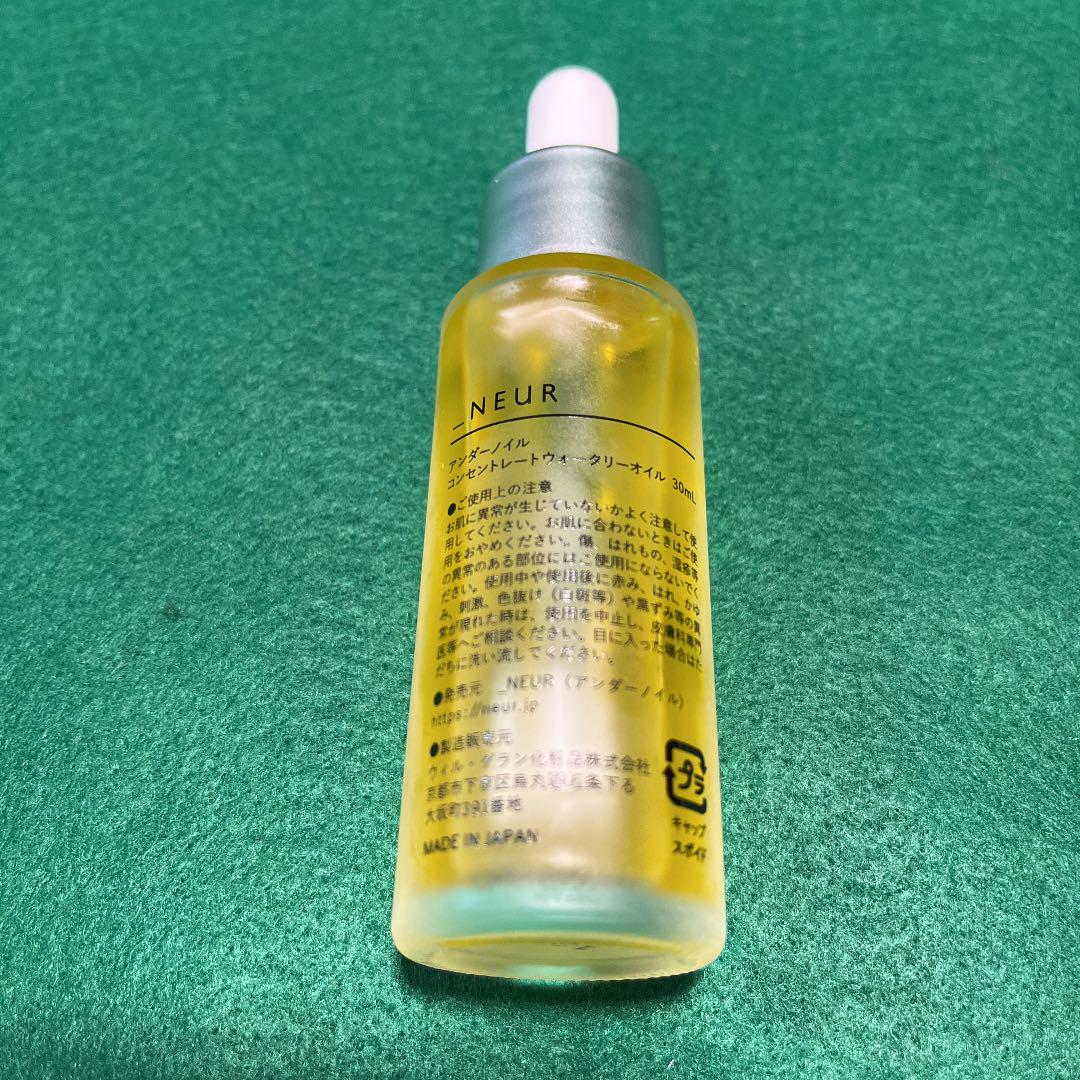 _NEUR
アンダーノイル
コンセントレートウォータリーオイル 30mL
●ご使用上の注意
お肌に異常が生じていないかよく注意して使
用してください。お肌に合わないときはご使
用をおやめください。傷、はれもの、湿疹等
の異常のある部位にはご使用にならないでく
ださい。使用中や使用後に赤み、はれ、かゆ
み、刺激、色抜け（白斑等）や黒ずみ等の異
常が現れた時は、使用を中止し、皮膚科専門
医等へご相談ください。目に入った場合はた
だちに洗い流してください。
●発売元 _NEUR（アンダーノイル）
https://neur.jp
●製造販売元
ウィル・ダラン化粧品株式会社
京都市下京区烏丸通五条下る
大坂町391番地
MADE IN JAPAN
プラ
キャップ
スポイド